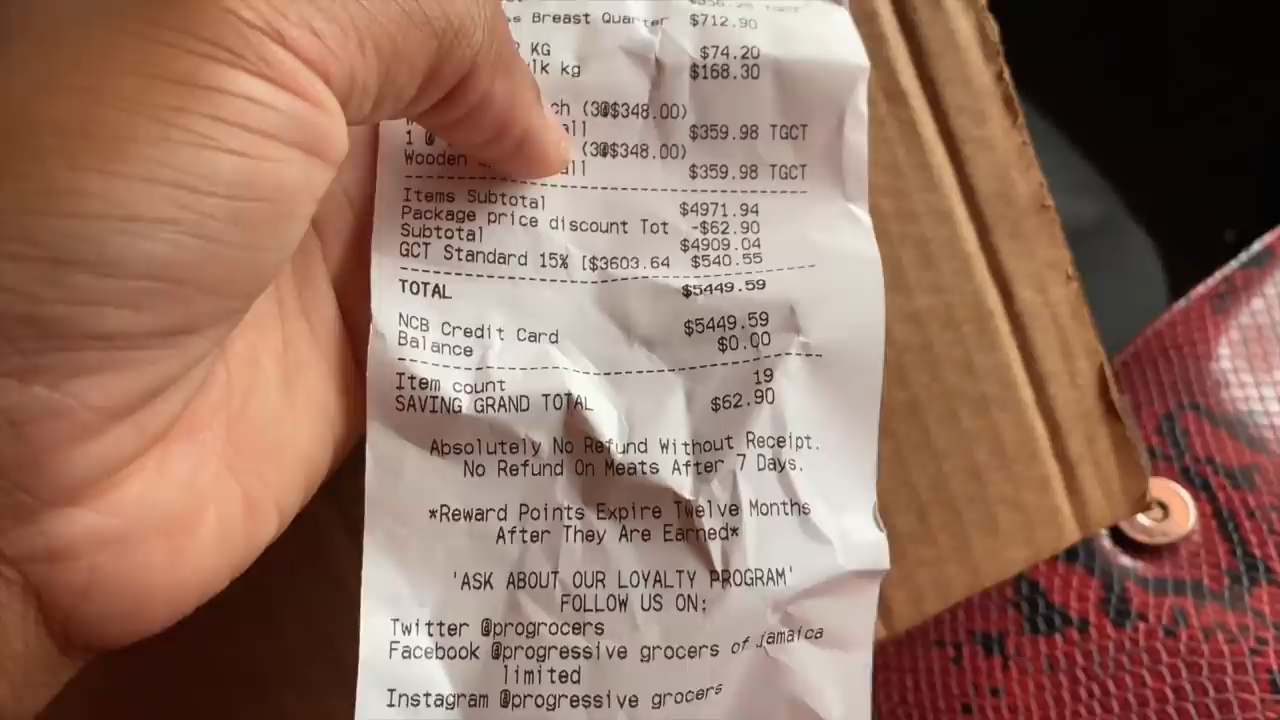 Breast Quarter $712.90
KG $74.20
kg $168.30
(3@$348.00)
$359.98 TGCT
1 @ (3@$348.00)
Wooden $359.98 TGCT
Items Subtotal $4971.94
Package price discount Tot -$62.90
Subtotal $4909.04
GCT Standard 15% [$3603.64 $540.55
TOTAL $5449.59
NCB Credit Card $5449.59
Balance $0.00
Item count 19
SAVING GRAND TOTAL $62.90
Absolutely No Refund Without Receipt.
No Refund On Meats After 7 Days.
*Reward Points Expire Twelve Months
After They Are Earned*
'ASK ABOUT OUR LOYALTY PROGRAM'
FOLLOW US ON:
Twitter @progrocers
Facebook @progressive grocers of jamaica
limited
Instagram @progressive grocers